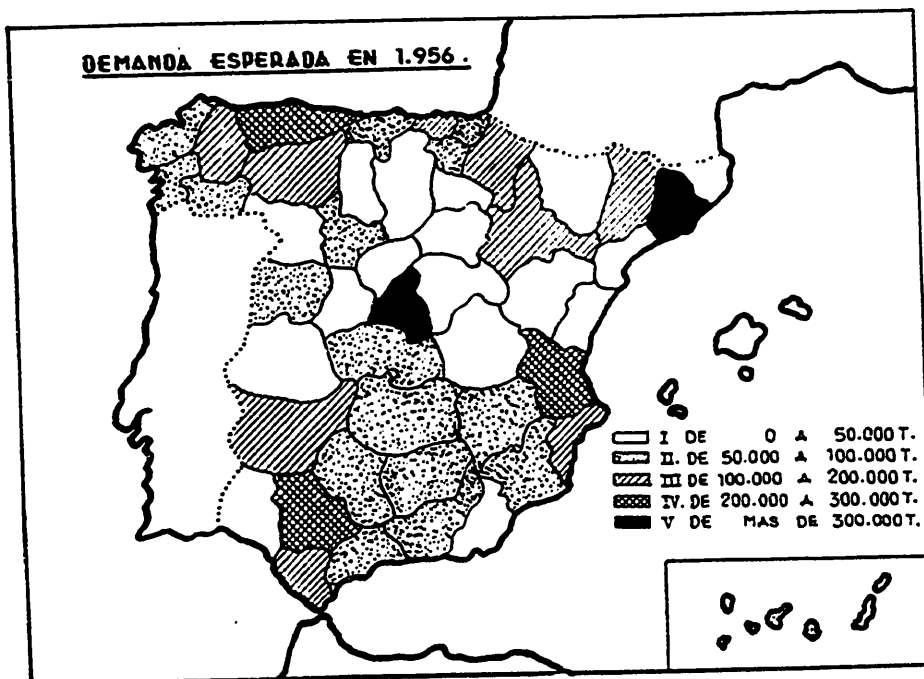 DEMANDA ESPERADA EN 1.956.
I DE 0 A 50.000 T.
II. DE 50.000 A 100.000 T.
III DE 100.000 A 200.000 T.
IV. DE 200.000 A 300.000 T.
V DE MAS DE 300.000 T.